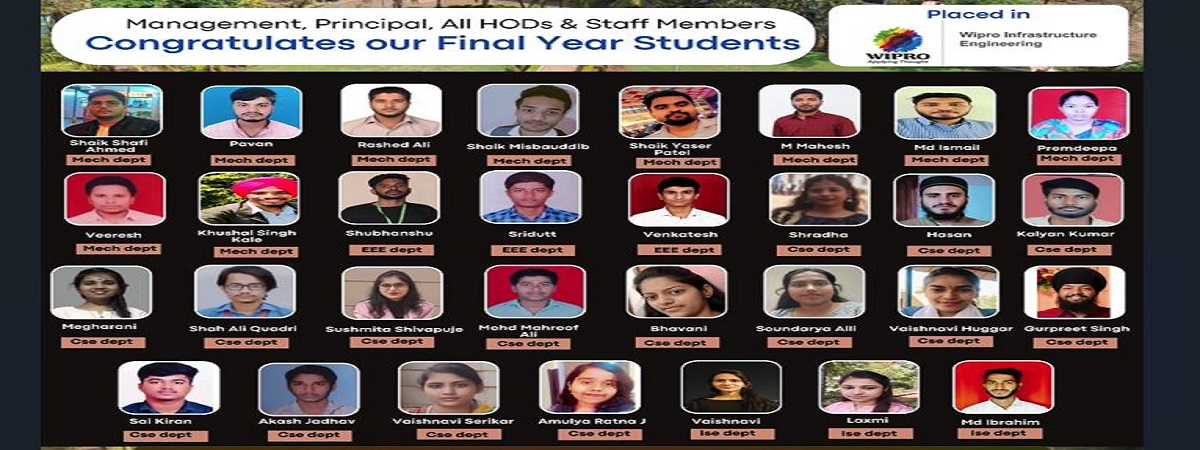 Management, Principal, All HODs & Staff Members
Congratulates our Final Year Students
Placed in
WIPRO
Applying Thought
Wipro Infrastructure
Engineering
Shaik Shafi
Ahmed
Mech dept
Pavan
Mech dept
Rashed Ali
Mech dept
Shaik Misbauddib
Mech dept
Shaik Yaser
Patel
Mech dept
M Mahesh
Mech dept
Md Ismail
Mech dept
Premdeepa
Mech dept
Veeresh
Mech dept
Khushal Singh
Kale
Mech dept
Shubhanshu
EEE dept
Sridutt
EEE dept
Venkatesh
EEE dept
Shradha
Cse dept
Hasan
Cse dept
Kalyan Kumar
Cse dept
Megharani
Cse dept
Shah Ali Quadri
Cse dept
Sushmita Shivapuje
Cse dept
Mohd Mahroof
Ali
Cse dept
Bhavani
Cse dept
Soundarya Alli
Cse dept
Vaishnavi Huggar
Cse dept
Gurpreet Singh
Cse dept
Sai Kiran
Cse dept
Akash Jadhav
Cse dept
Vaishnavi Serikar
Cse dept
Amulya Ratna J
Cse dept
Vaishnavi
Ise dept
Laxmi
Ise dept
Md Ibrahim
Ise dept